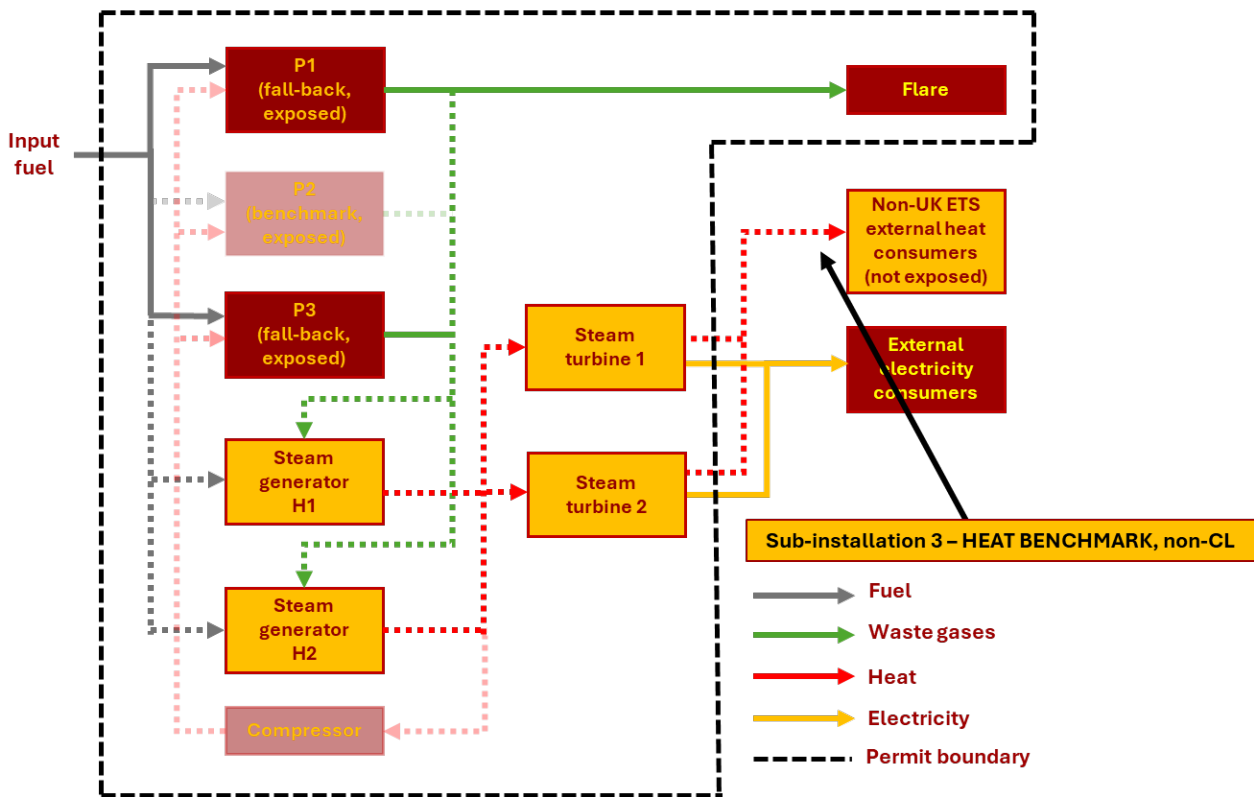 P1
(fall-back,
exposed)
Flare
Input
fuel
P2
(benchmark,
exposed)
Non-UK ETS
external heat
consumers
(not exposed)
P3
(fall-back,
exposed)
Steam
turbine 1
External
electricity
consumers
Steam
generator
H1
Steam
turbine 2
Sub-installation 3 – HEAT BENCHMARK, non-CL
Steam
generator
H2
Fuel
Waste gases
Heat
Compressor
Electricity
Permit boundary